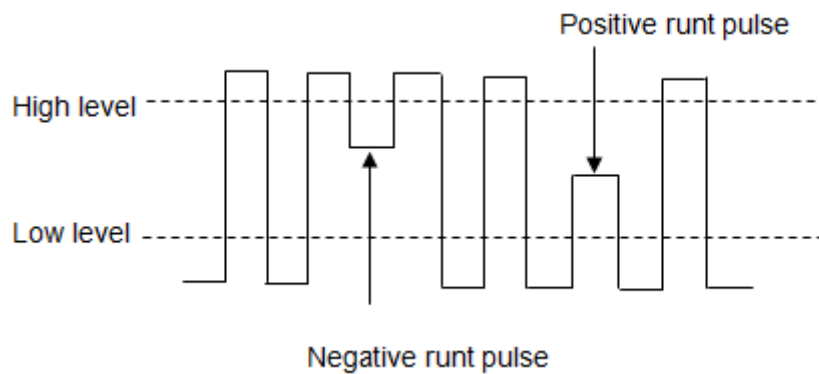 Positive runt pulse
High level
Low level
Negative runt pulse